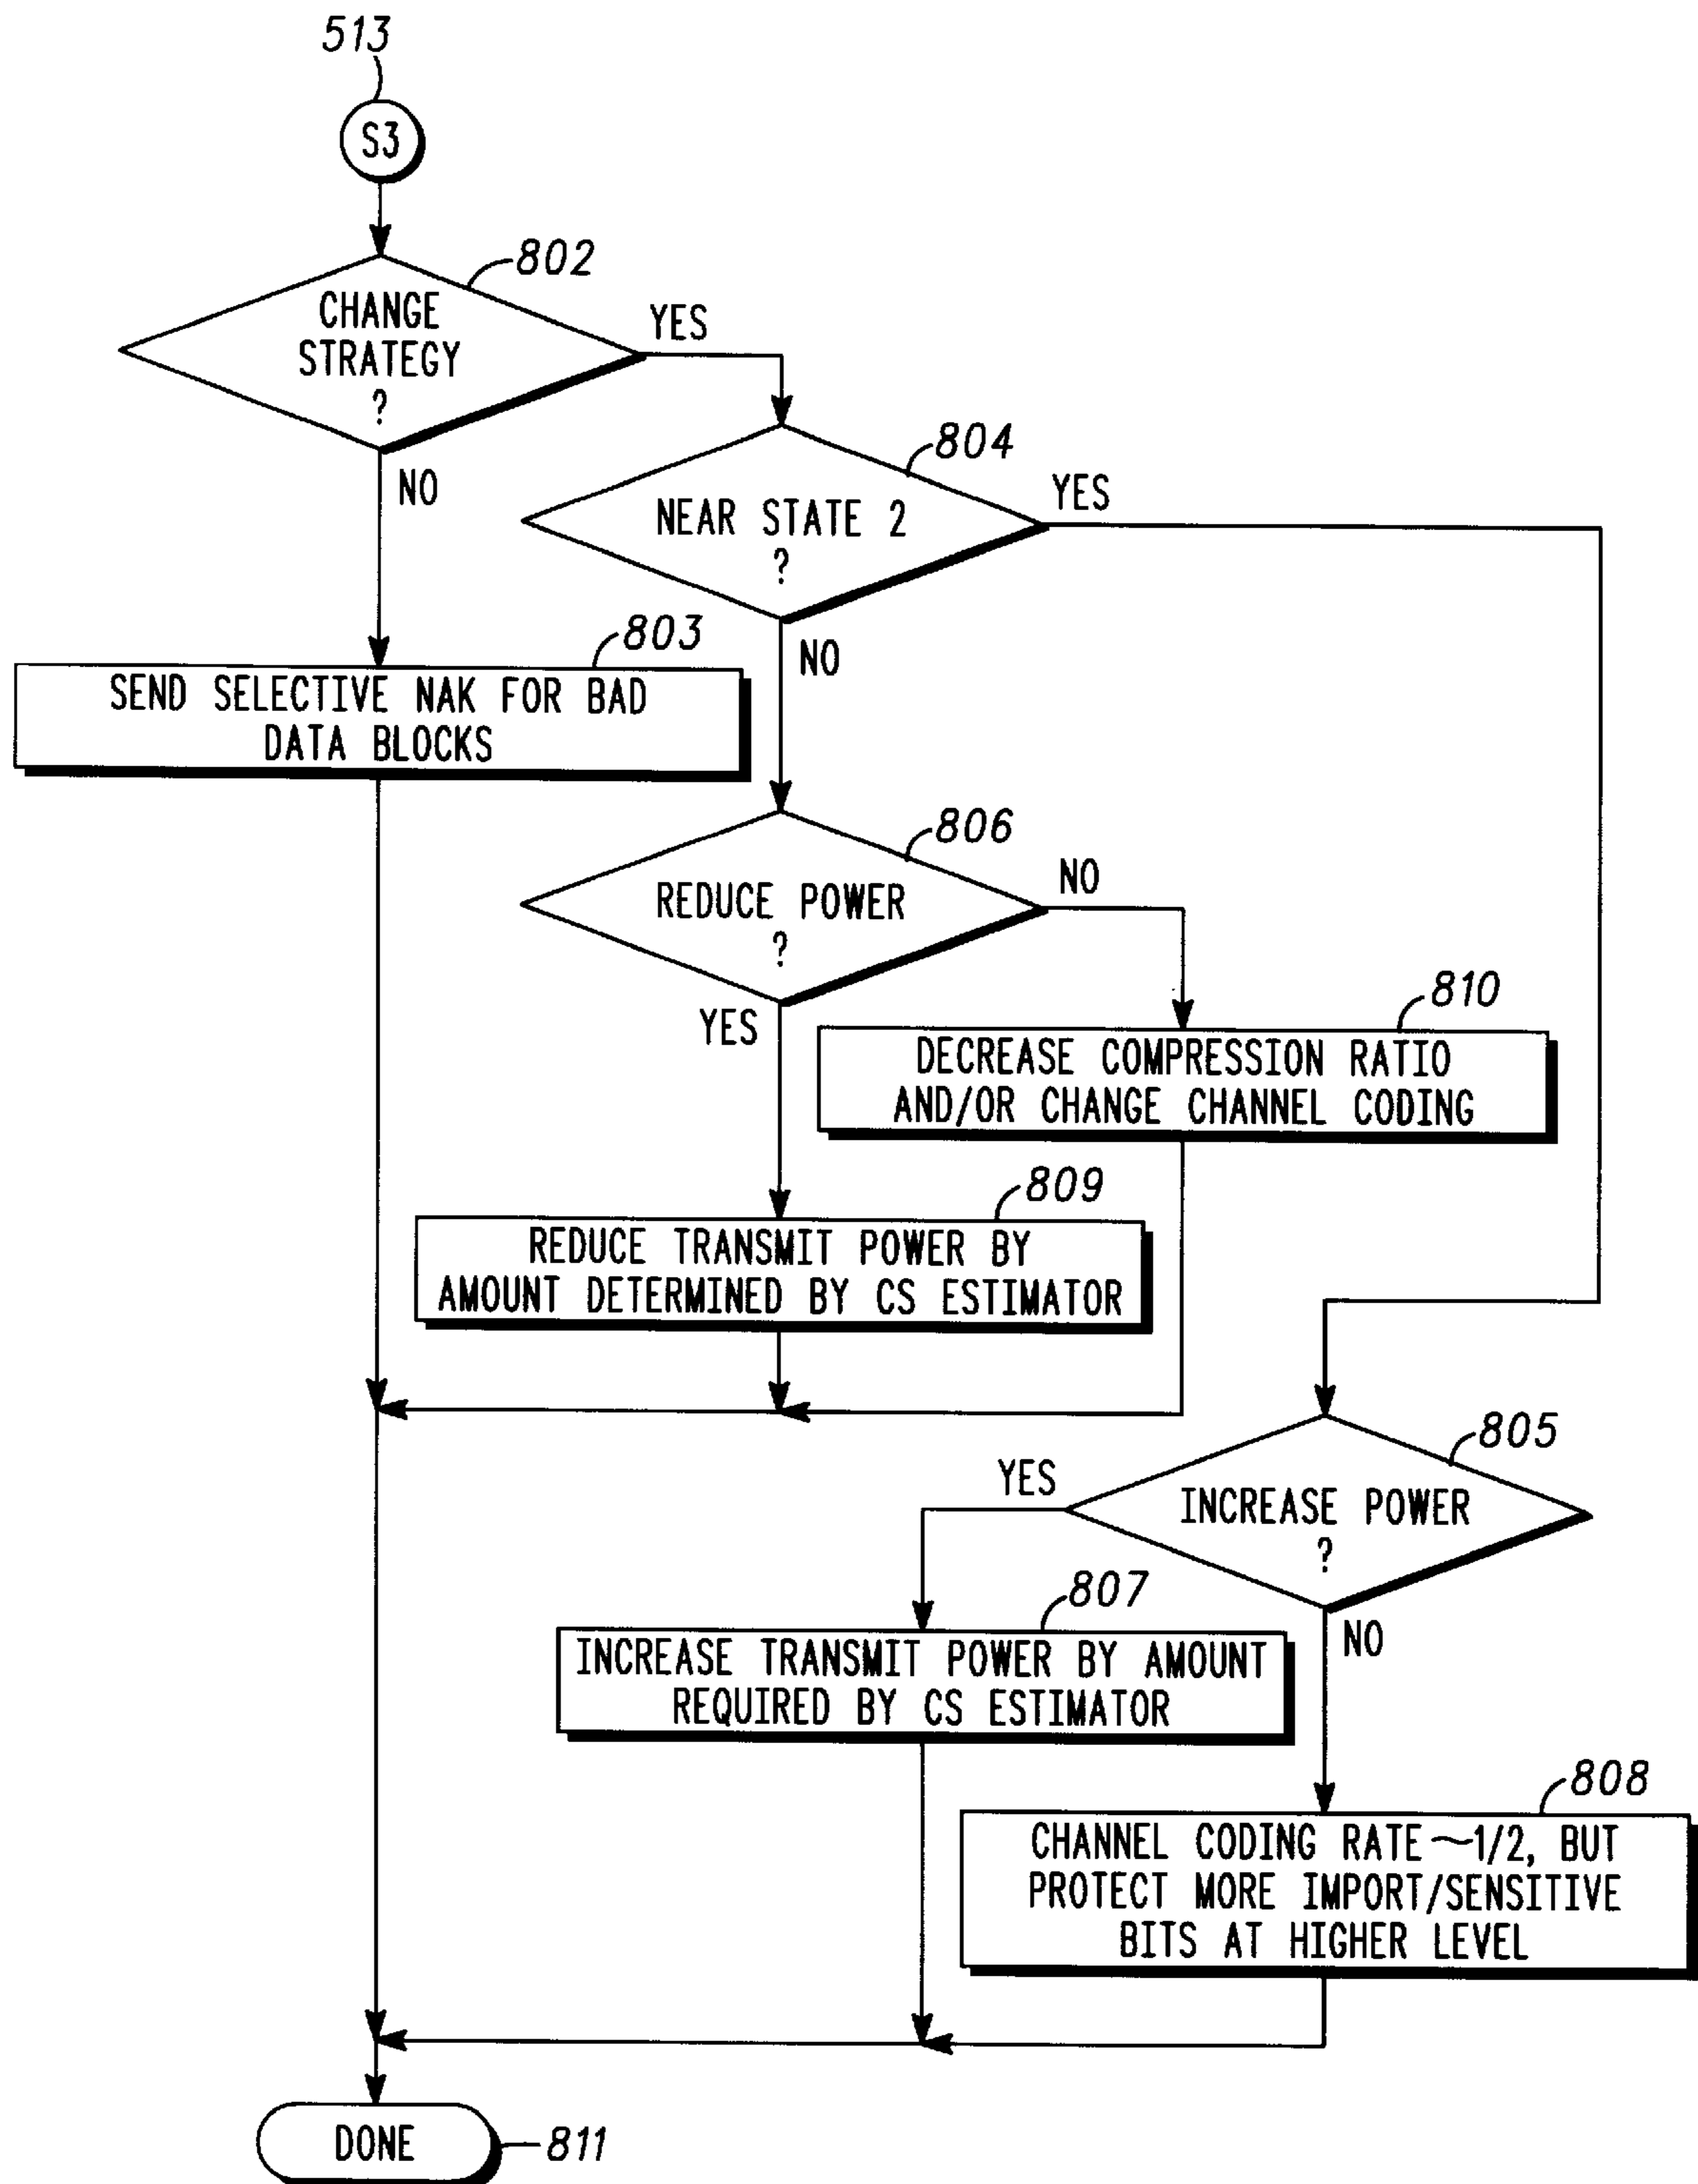 513
S3
802
CHANGE
STRATEGY
?
YES
NO
804
NEAR STATE 2
?
YES
NO
803
SEND SELECTIVE NAK FOR BAD
DATA BLOCKS
806
REDUCE POWER
?
NO
YES
810
DECREASE COMPRESSION RATIO
AND/OR CHANGE CHANNEL CODING
809
REDUCE TRANSMIT POWER BY
AMOUNT DETERMINED BY CS ESTIMATOR
805
INCREASE POWER
?
YES
NO
807
INCREASE TRANSMIT POWER BY AMOUNT
REQUIRED BY CS ESTIMATOR
808
CHANNEL CODING RATE ~1/2, BUT
PROTECT MORE IMPORT/SENSITIVE
BITS AT HIGHER LEVEL
DONE
811